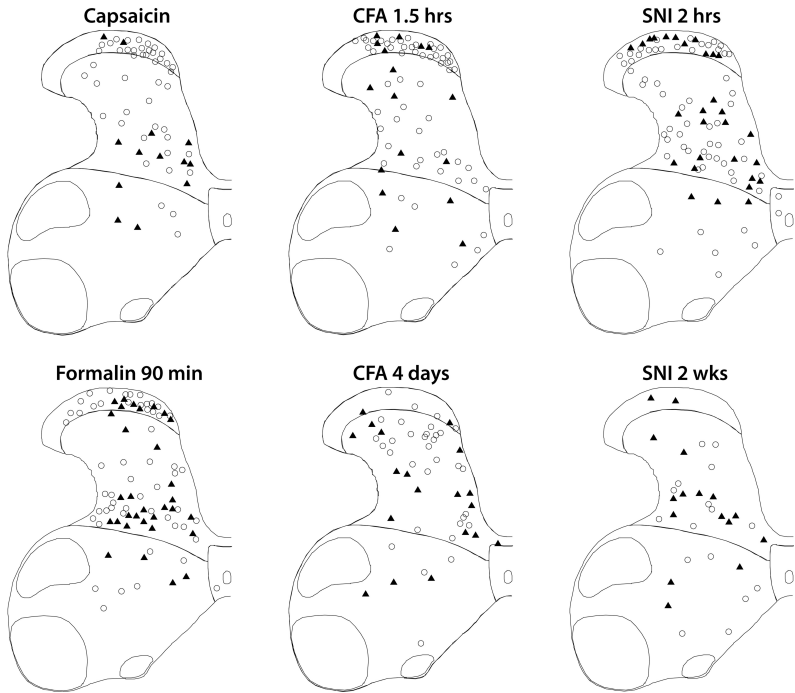 Capsaicin
CFA 1.5 hrs
SNI 2 hrs
Formalin 90 min
CFA 4 days
SNI 2 wks